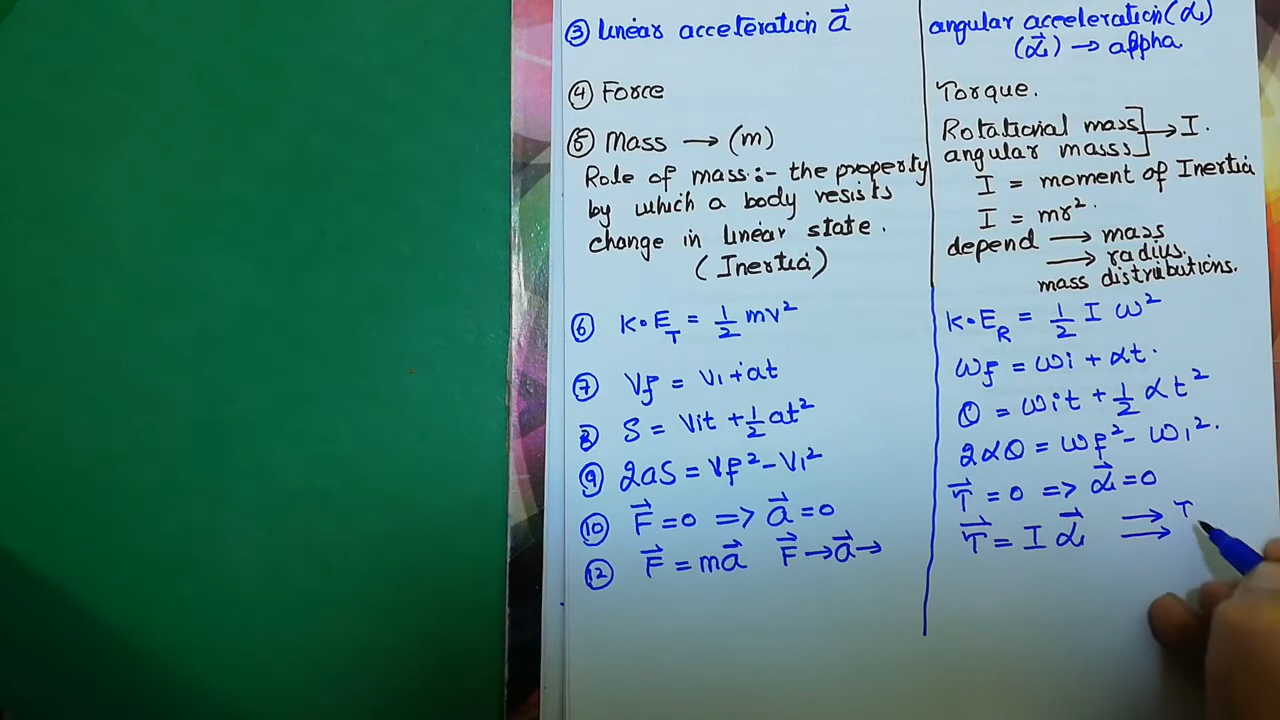 ③ Linear acceleration a⃗
④ Force
⑤ Mass → (m)
Role of mass:- the property
by which a body resists
change in linear state.
(Inertia)
⑥ K.E_T = 1/2 mv²
⑦ Vf = Vi + at
⑧ S = Vit + 1/2 at²
⑨ 2aS = Vf² - Vi²
⑩ F⃗ = 0 => a⃗ = 0
⑫ F⃗ = ma⃗ F⃗ → a⃗ →
angular acceleration (α)
(α⃗) → alpha.
Torque.
Rotational mass] → I.
angular masss]
I = moment of Inertia
I = mr².
depend → mass
→ radius.
mass distributions.
K.E_R = 1/2 I ω²
ωf = ωi + αt.
θ = ωit + 1/2 αt²
2αθ = ωf² - ωi².
T⃗ = 0 => α⃗ = 0
T⃗ = I α⃗ → T
→